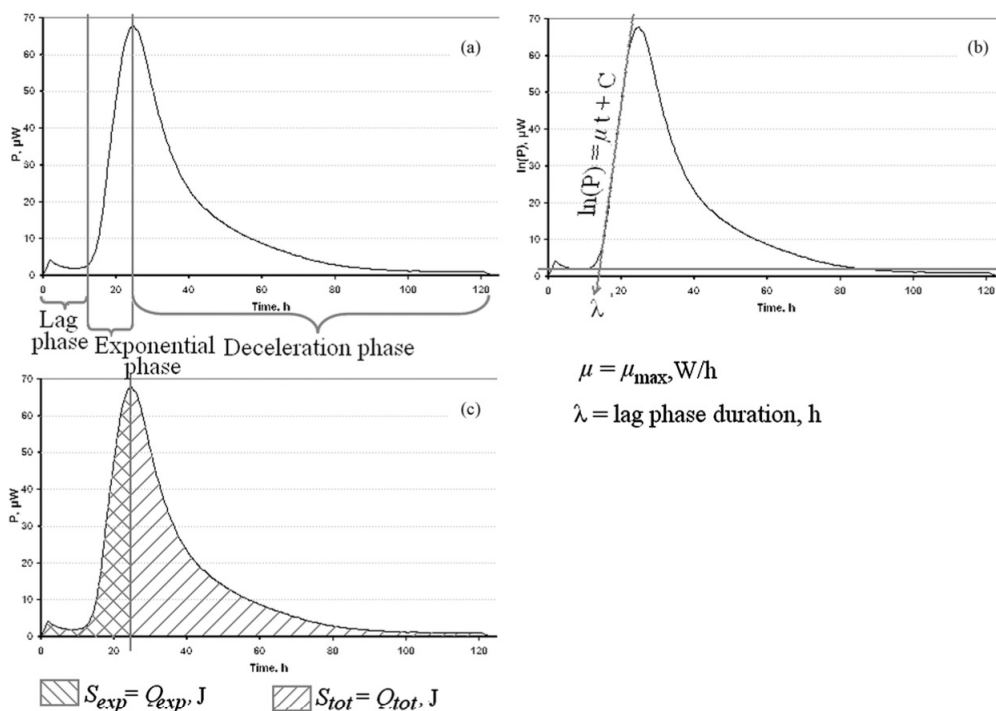 70
60
50
40
30
20
10
0
P, µW
0 20 40 60 80 100 120
Time, h
(a)
Lag
phase
Exponential
phase
Deceleration phase
70
60
50
40
30
20
10
0
ln(P), µW
0 20 40 60 80 100 120
Time, h
(b)
ln(P) = µ t + C
λ
µ = µmax, W/h
λ = lag phase duration, h
70
60
50
40
30
20
10
0
P, µW
0 20 40 60 80 100 120
Time, h
(c)
Sexp= Qexp, J
Stot= Qtot, J